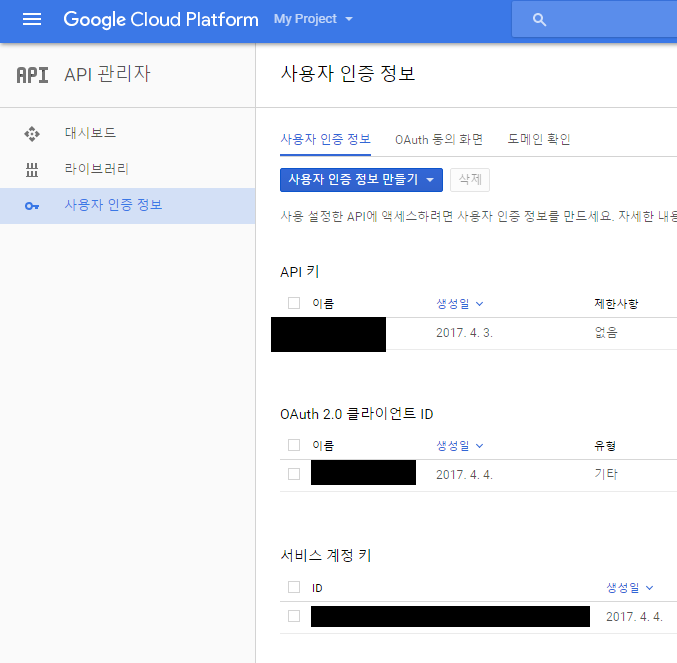 Google Cloud Platform My Project
API API 관리자
사용자 인증 정보
대시보드
라이브러리
사용자 인증 정보
사용자 인증 정보 OAuth 동의 화면 도메인 확인
사용자 인증 정보 만들기 삭제
사용 설정한 API에 액세스하려면 사용자 인증 정보를 만드세요. 자세한 내용
API 키
이름 생성일 제한사항
2017. 4. 3. 없음
OAuth 2.0 클라이언트 ID
이름 생성일 유형
2017. 4. 4. 기타
서비스 계정 키
ID 생성일
2017. 4. 4.